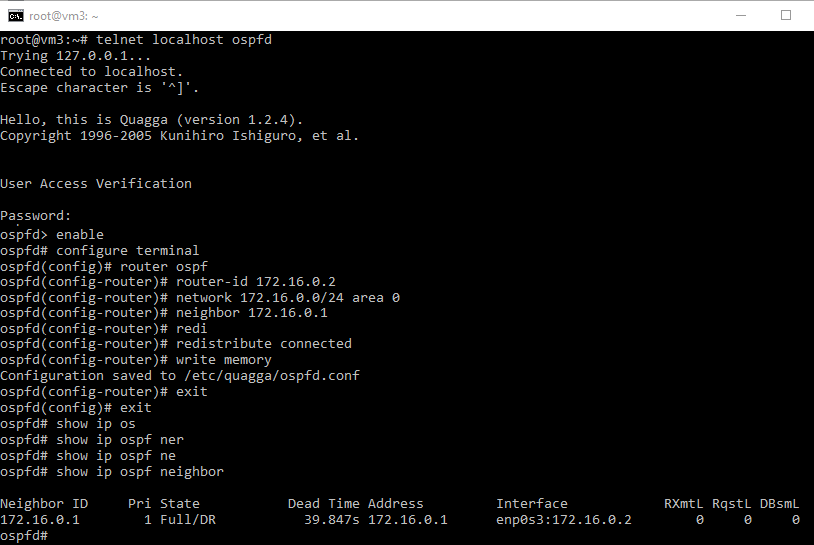 root@vm3: ~
root@vm3:~# telnet localhost ospfd
Trying 127.0.0.1...
Connected to localhost.
Escape character is '^]'.
Hello, this is Quagga (version 1.2.4).
Copyright 1996-2005 Kunihiro Ishiguro, et al.
User Access Verification
Password:
ospfd> enable
ospfd# configure terminal
ospfd(config)# router ospf
ospfd(config-router)# router-id 172.16.0.2
ospfd(config-router)# network 172.16.0.0/24 area 0
ospfd(config-router)# neighbor 172.16.0.1
ospfd(config-router)# redi
ospfd(config-router)# redistribute connected
ospfd(config-router)# write memory
Configuration saved to /etc/quagga/ospfd.conf
ospfd(config-router)# exit
ospfd(config)# exit
ospfd# show ip os
ospfd# show ip ospf ner
ospfd# show ip ospf ne
ospfd# show ip ospf neighbor
Neighbor ID     Pri State           Dead Time Address         Interface            RXmtL RqstL DBsmL
172.16.0.1        1 Full/DR           39.847s 172.16.0.1      enp0s3:172.16.0.2        0     0     0
ospfd#